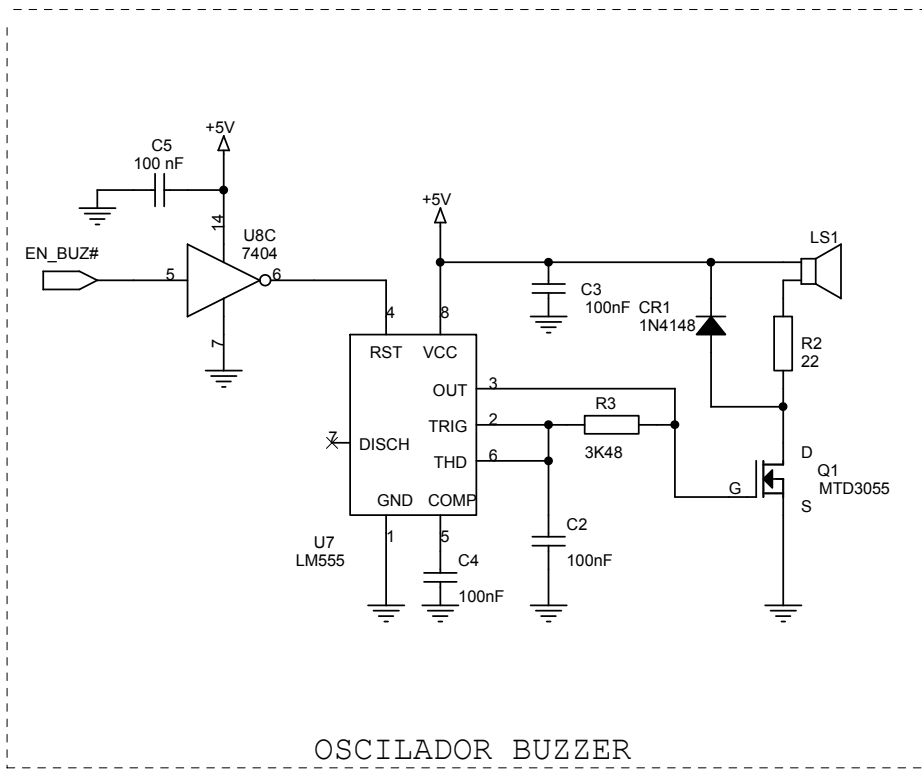 +5V
C5
100 nF
14
U8C
7404
EN_BUZ#
5
6
7
+5V
LS1
C3
100nF
CR1
1N4148
R2
22
4
8
RST
VCC
OUT
3
TRIG
2
R3
3K48
7
DISCH
THD
6
D
Q1
MTD3055
G
S
GND
COMP
1
5
U7
LM555
C4
100nF
C2
100nF
OSCILADOR BUZZER